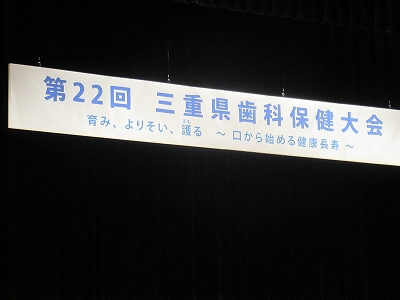 第22回 三重県歯科保健大会
育み、よりそい、護る ～ 口から始める健康長寿 ～